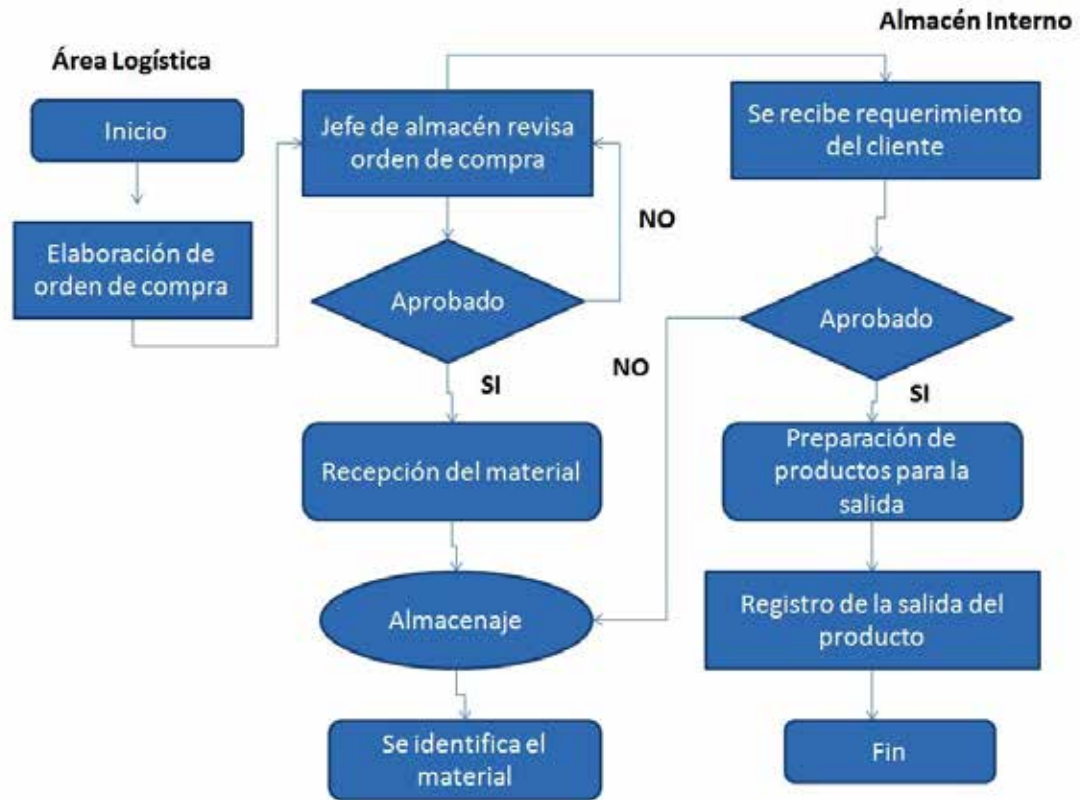 Área Logística
Inicio
Elaboración de
orden de compra
Jefe de almacén revisa
orden de compra
NO
Aprobado
SI
Recepción del material
Almacenaje
Se identifica el
material
Almacén Interno
Se recibe requerimiento
del cliente
Aprobado
NO
SI
Preparación de
productos para la
salida
Registro de la salida del
producto
Fin